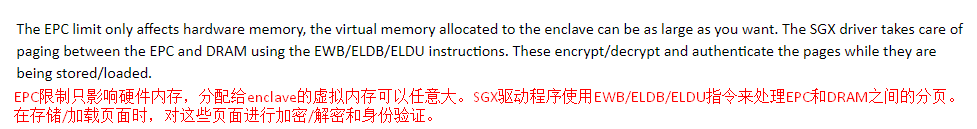 The EPC limit only affects hardware memory, the virtual memory allocated to the enclave can be as large as you want. The SGX driver takes care of
paging between the EPC and DRAM using the EWB/ELDB/ELDU instructions. These encrypt/decrypt and authenticate the pages while they are
being stored/loaded.
EPC限制只影响硬件内存，分配给enclave的虚拟内存可以任意大。SGX驱动程序使用EWB/ELDB/ELDU指令来处理EPC和DRAM之间的分页。
在存储/加载页面时，对这些页面进行加密/解密和身份验证。